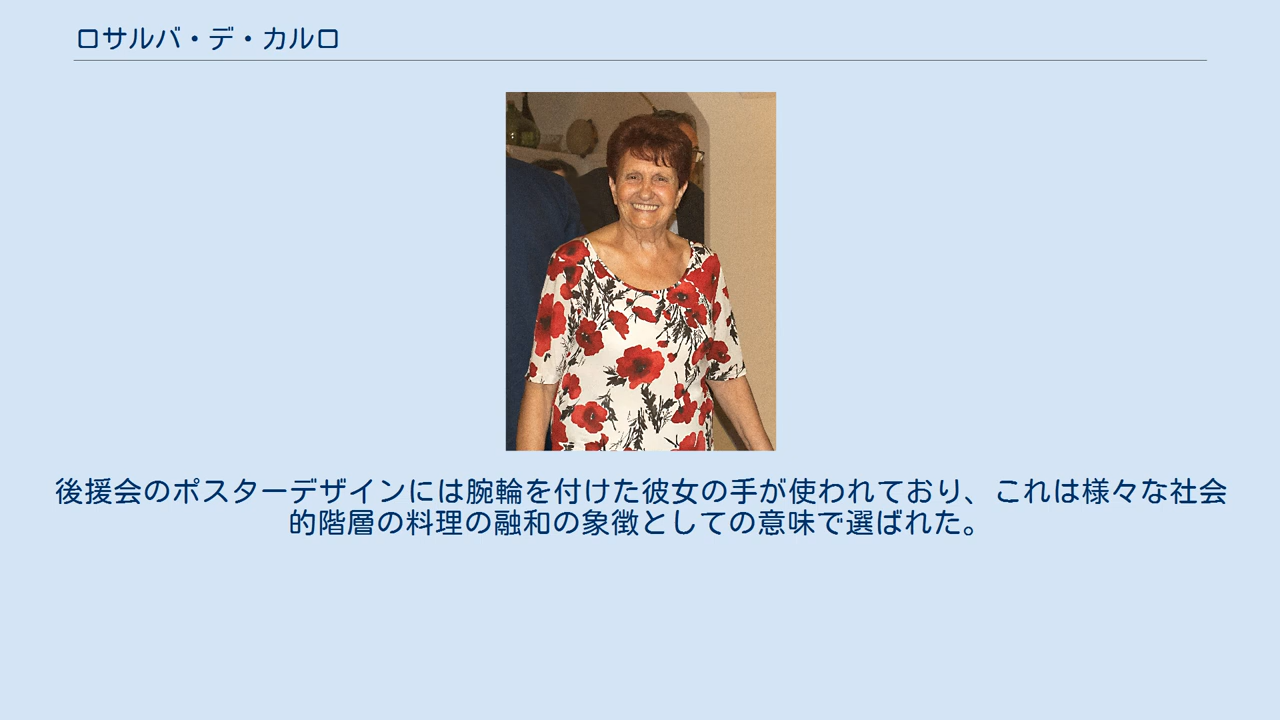 ロサルバ・デ・カルロ
後援会のポスターデザインには腕輪を付けた彼女の手が使われており、これは様々な社会
的階層の料理の融和の象徴としての意味で選ばれた。